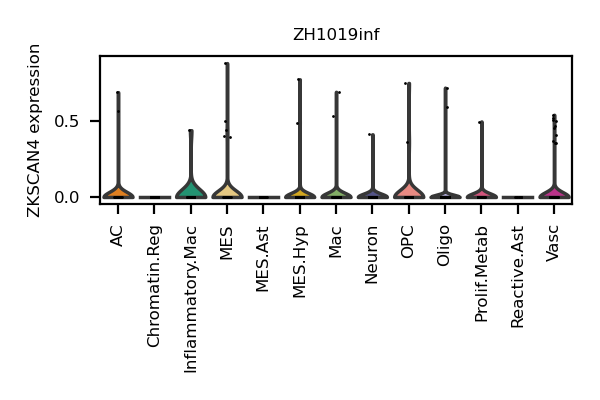 ZH1019inf
ZKSCAN4 expression
0.5
0.0
AC
Chromatin.Reg
Inflammatory.Mac
MES
MES.Ast
MES.Hyp
Mac
Neuron
OPC
Oligo
Prolif.Metab
Reactive.Ast
Vasc